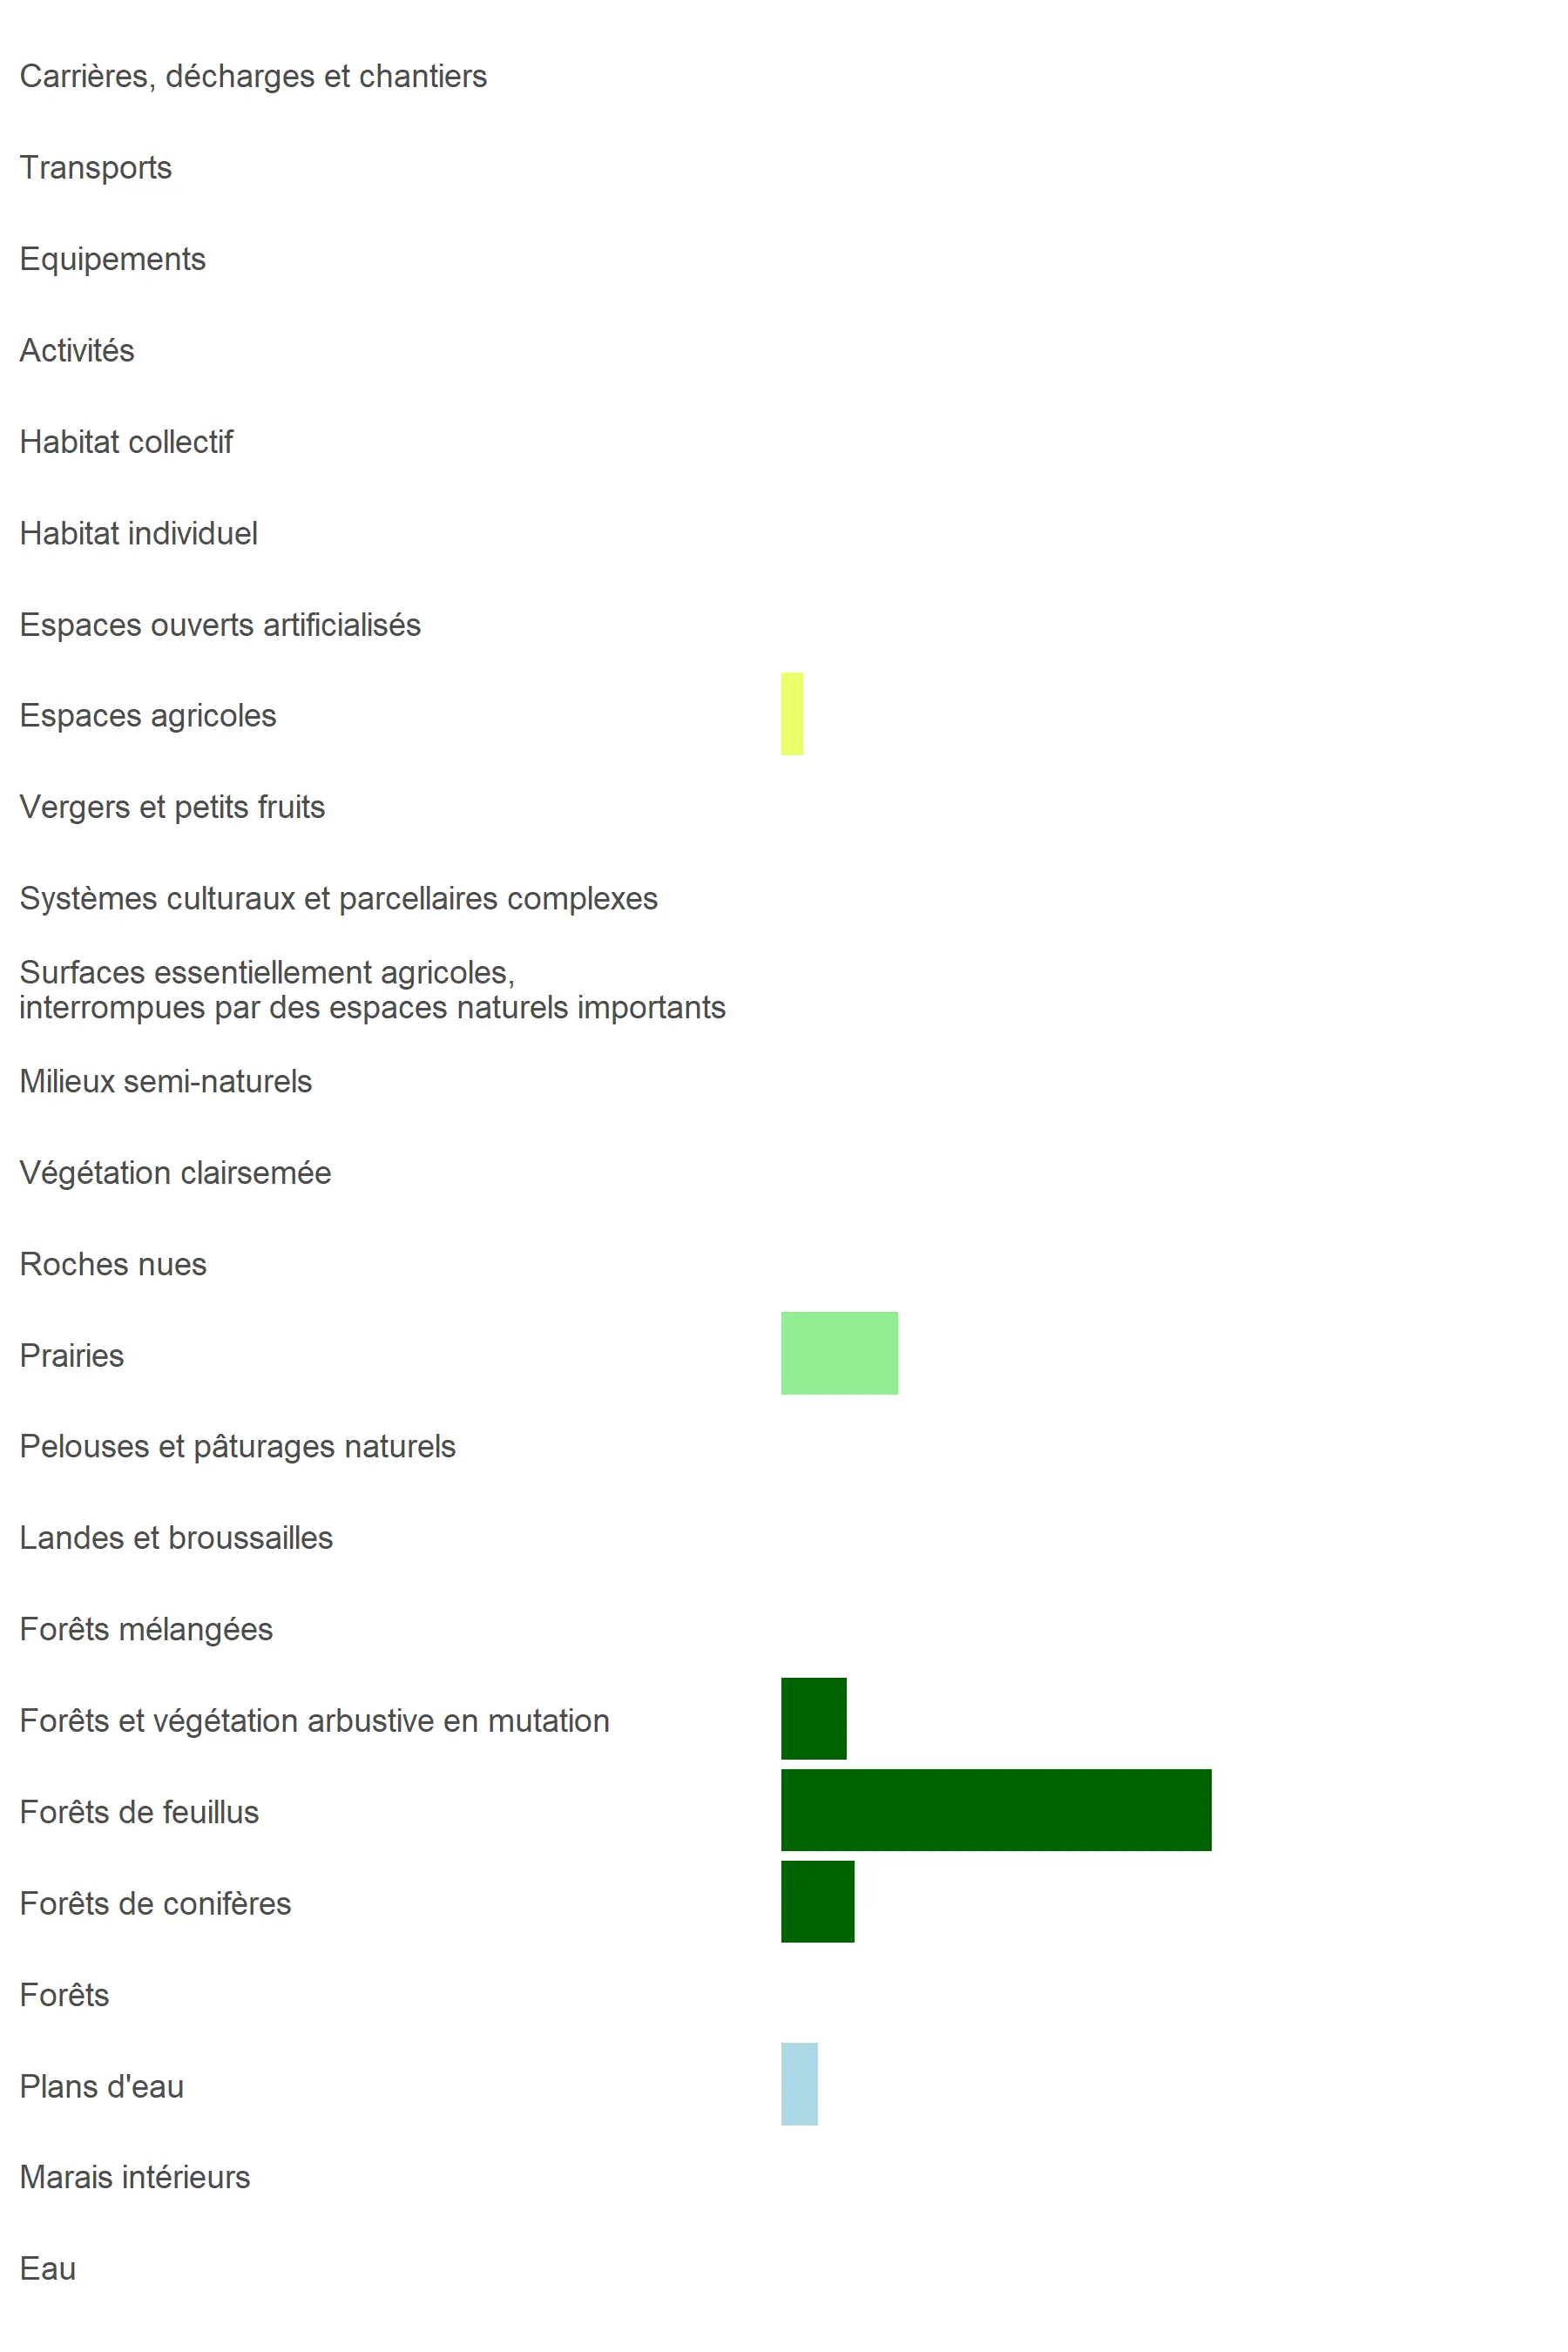 Carrières, décharges et chantiers
Transports
Equipements
Activités
Habitat collectif
Habitat individuel
Espaces ouverts artificialisés
Espaces agricoles
Vergers et petits fruits
Systèmes culturaux et parcellaires complexes
Surfaces essentiellement agricoles,
interrompues par des espaces naturels importants
Milieux semi-naturels
Végétation clairsemée
Roches nues
Prairies
Pelouses et pâturages naturels
Landes et broussailles
Forêts mélangées
Forêts et végétation arbustive en mutation
Forêts de feuillus
Forêts de conifères
Forêts
Plans d'eau
Marais intérieurs
Eau